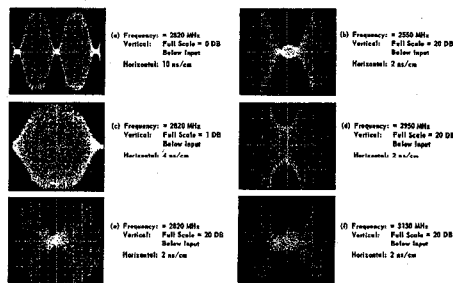 (a) Frequency: = 2820 MHz
Vertical: Full Scale = 0 DB
Below Input
Horizontal: 10 ns/cm
(b) Frequency: = 2550 MHz
Vertical: Full Scale = 20 DB
Below Input
Horizontal: 2 ns/cm
(c) Frequency: = 2820 MHz
Vertical: Full Scale = 1 DB
Below Input
Horizontal: 4 ns/cm
(d) Frequency: = 2950 MHz
Vertical: Full Scale = 20 DB
Below Input
Horizontal: 2 ns/cm
(e) Frequency: = 2820 MHz
Vertical: Full Scale = 20 DB
Below Input
Horizontal: 2 ns/cm
(f) Frequency: = 3150 MHz
Vertical: Full Scale = 20 DB
Below Input
Horizontal: 2 ns/cm